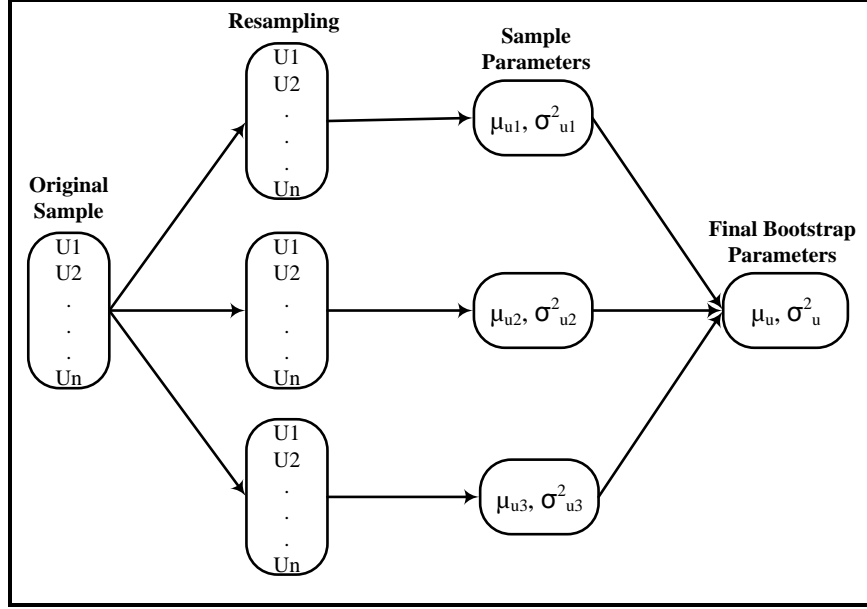 Original
Sample
U1
U2
.
.
.
Un
Resampling
U1
U2
.
.
.
Un
U1
U2
.
.
.
Un
U1
U2
.
.
.
Un
Sample
Parameters
μu1, σ²u1
μu2, σ²u2
μu3, σ²u3
Final Bootstrap
Parameters
μu, σ²u